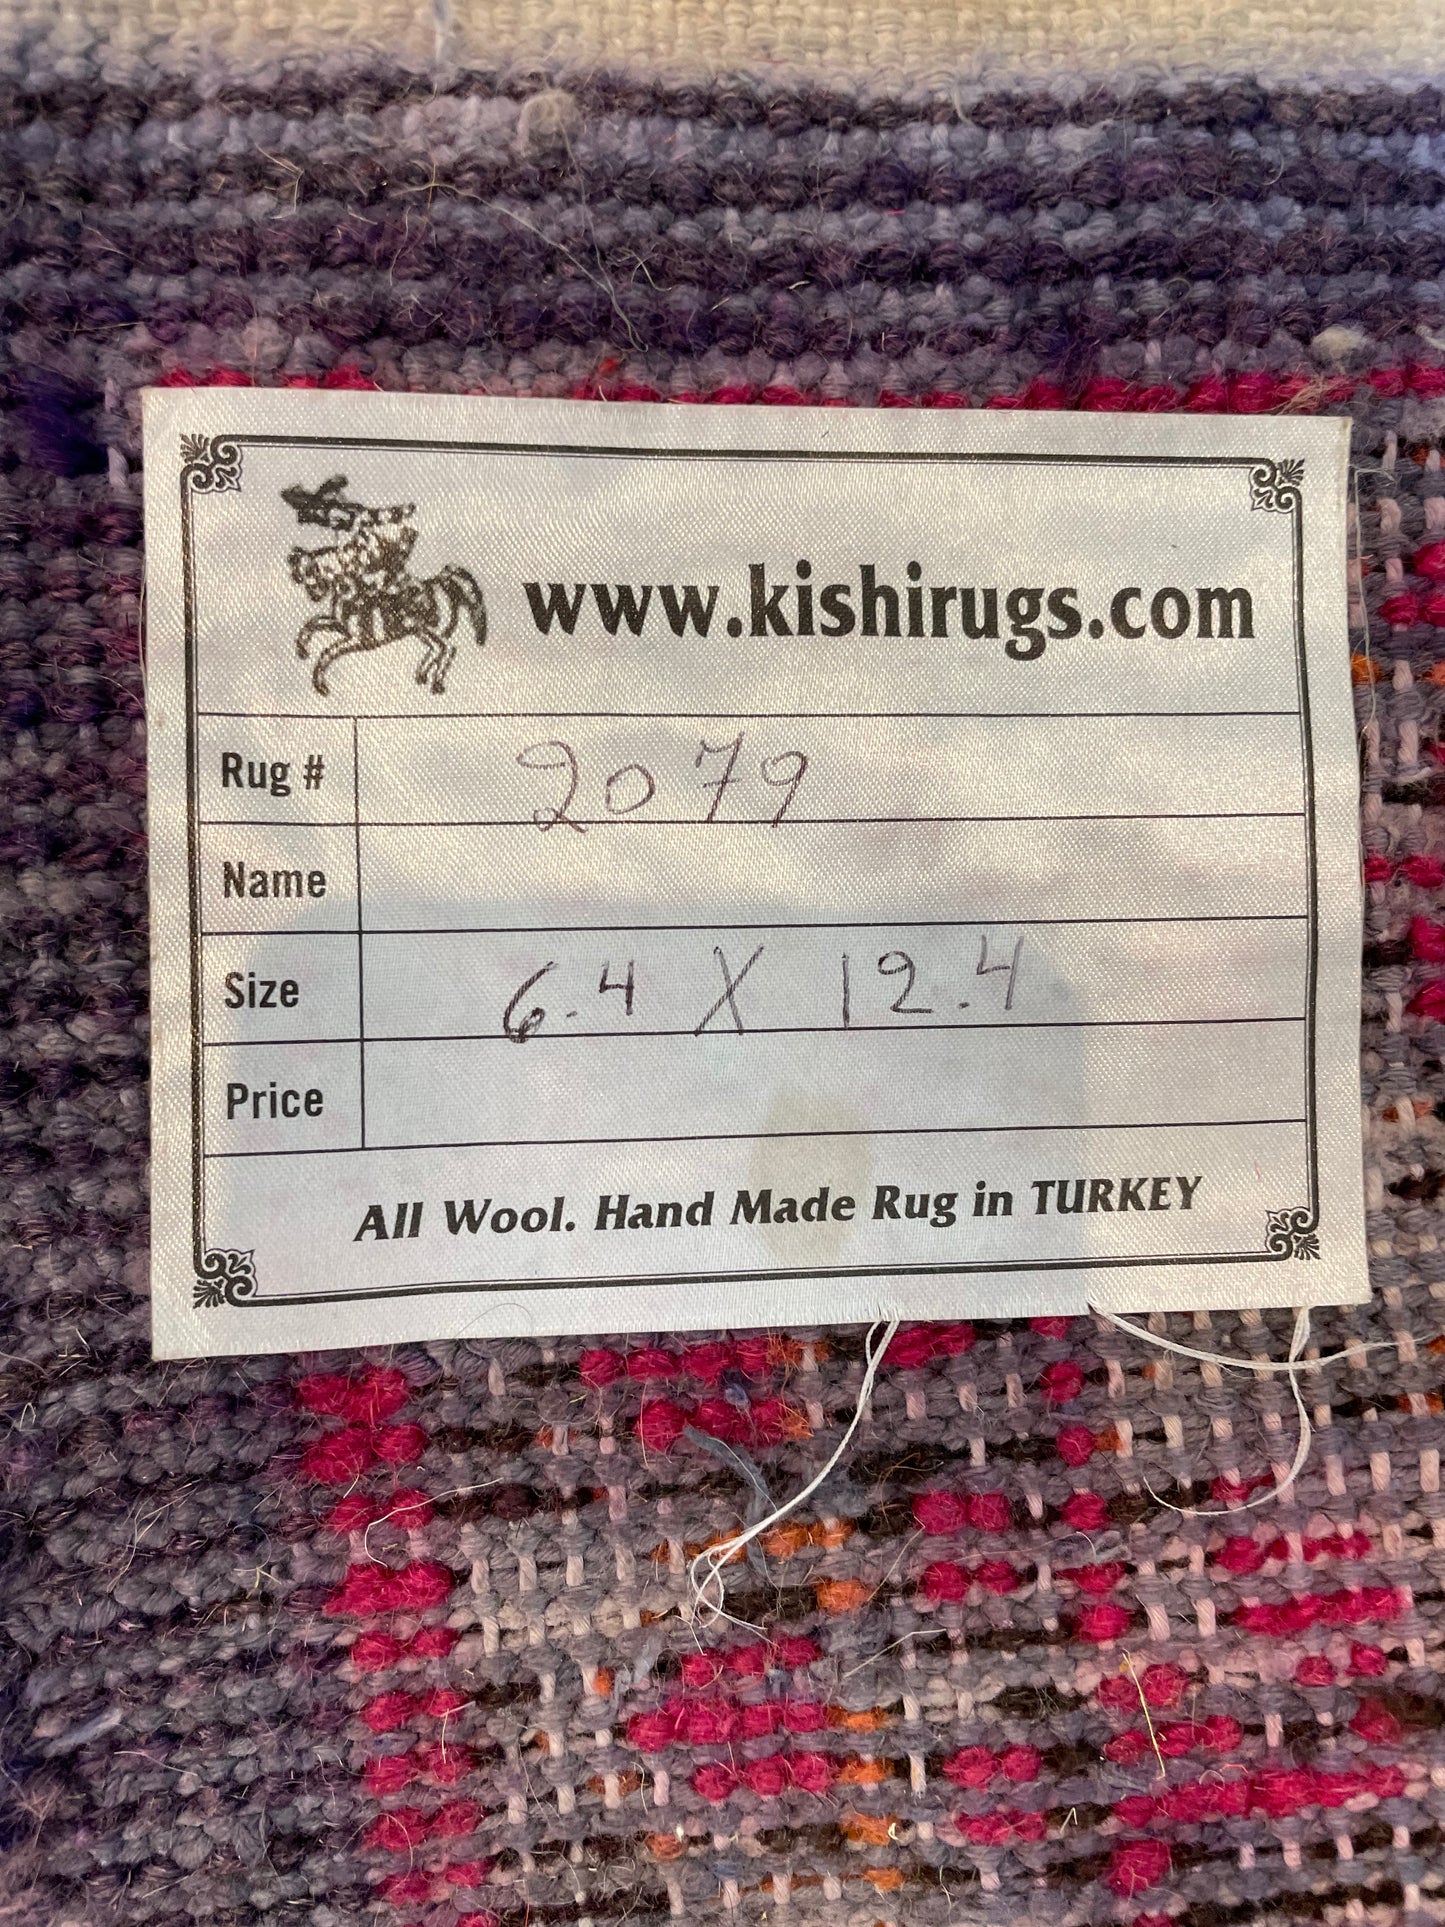 www.kishirugs.com
Rug # 2079
Name
Size 6.4 X 12.4
Price
All Wool. Hand Made Rug in TURKEY